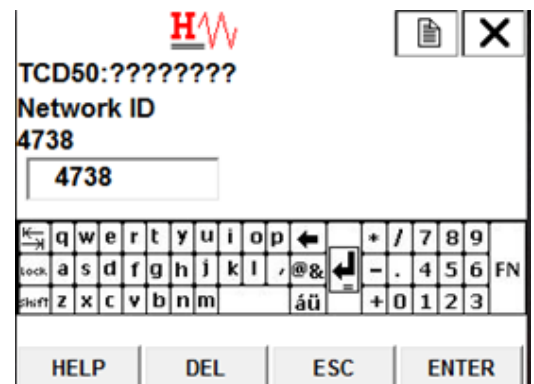 H
TCD50:????????
Network ID
4738
4738
q w e r t y u i o p * / 7 8 9
Lock a s d f g h j k l , @& - . 4 5 6 FN
Shift z x c v b n m áü + 0 1 2 3
HELP DEL ESC ENTER